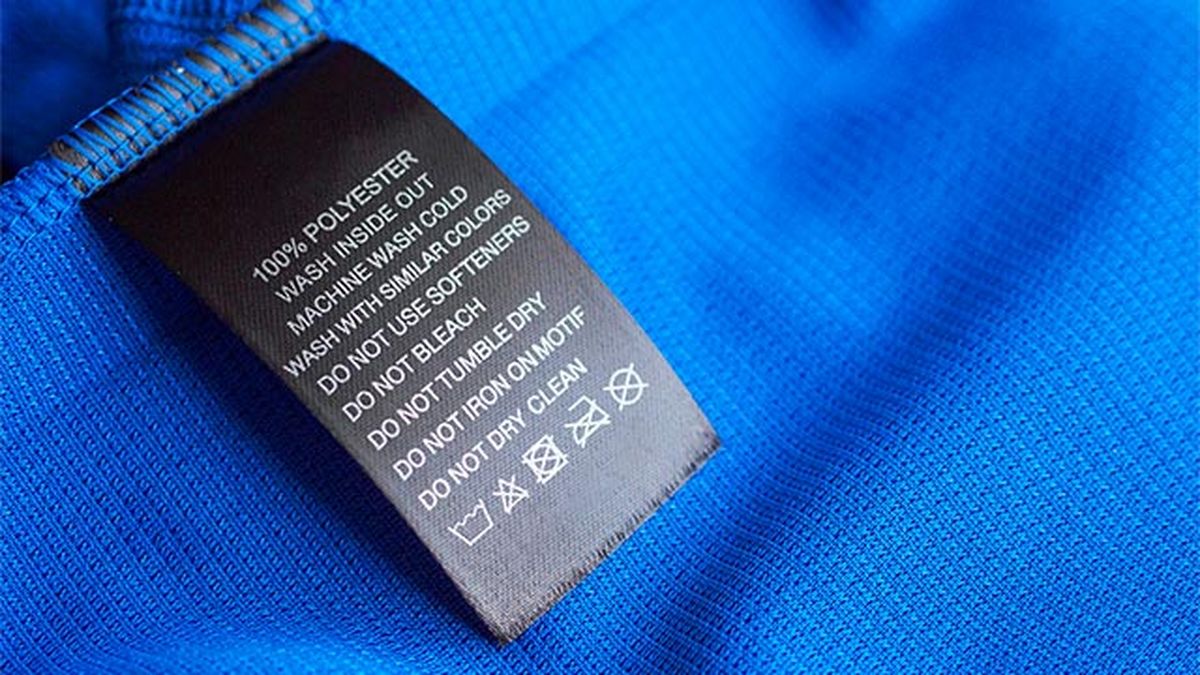 100% POLYESTER
WASH INSIDE OUT
MACHINE WASH COLD
WASH WITH SIMILAR COLORS
DO NOT USE SOFTENERS
DO NOT BLEACH
DO NOT TUMBLE DRY
DO NOT IRON ON MOTIF
DO NOT DRY CLEAN